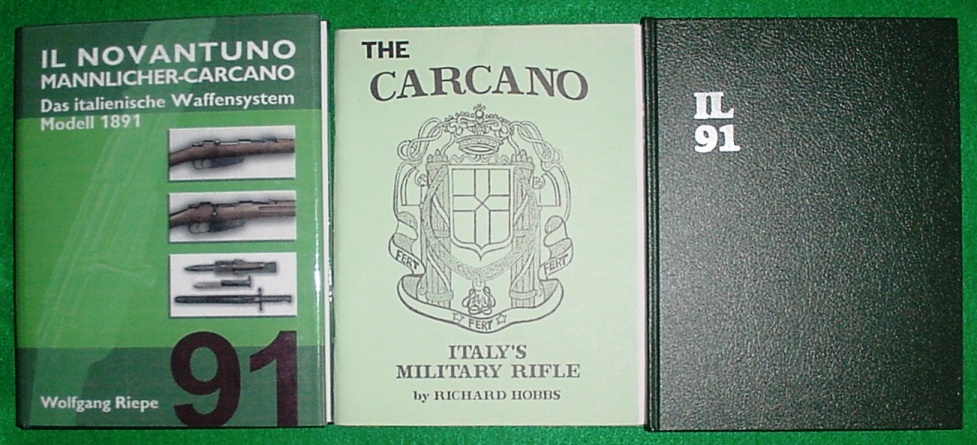 IL NOVANTUNO
MANNLICHER-CARCANO
Das italienische Waffensystem
Modell 1891
91
Wolfgang Riepe
THE
CARCANO
FERT
FERT
FERT
ITALY'S
MILITARY RIFLE
by RICHARD HOBBS
IL
91